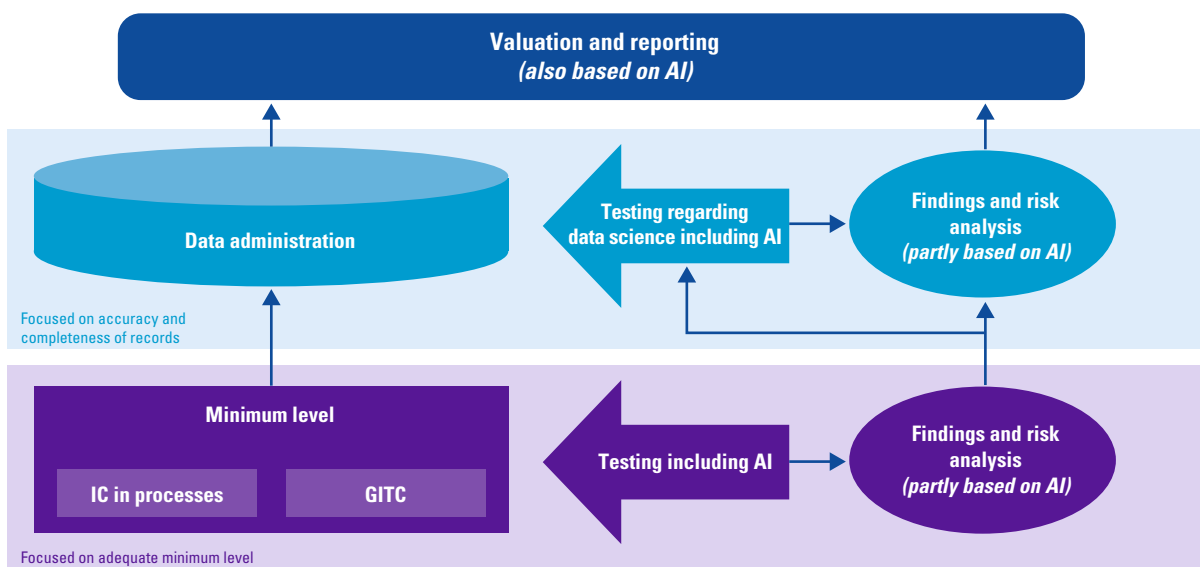 Valuation and reporting
(also based on AI)
Data administration
Testing regarding
data science including AI
Findings and risk
analysis
(partly based on AI)
Focused on accuracy and
completeness of records
Minimum level
IC in processes
GITC
Testing including AI
Findings and risk
analysis
(partly based on AI)
Focused on adequate minimum level